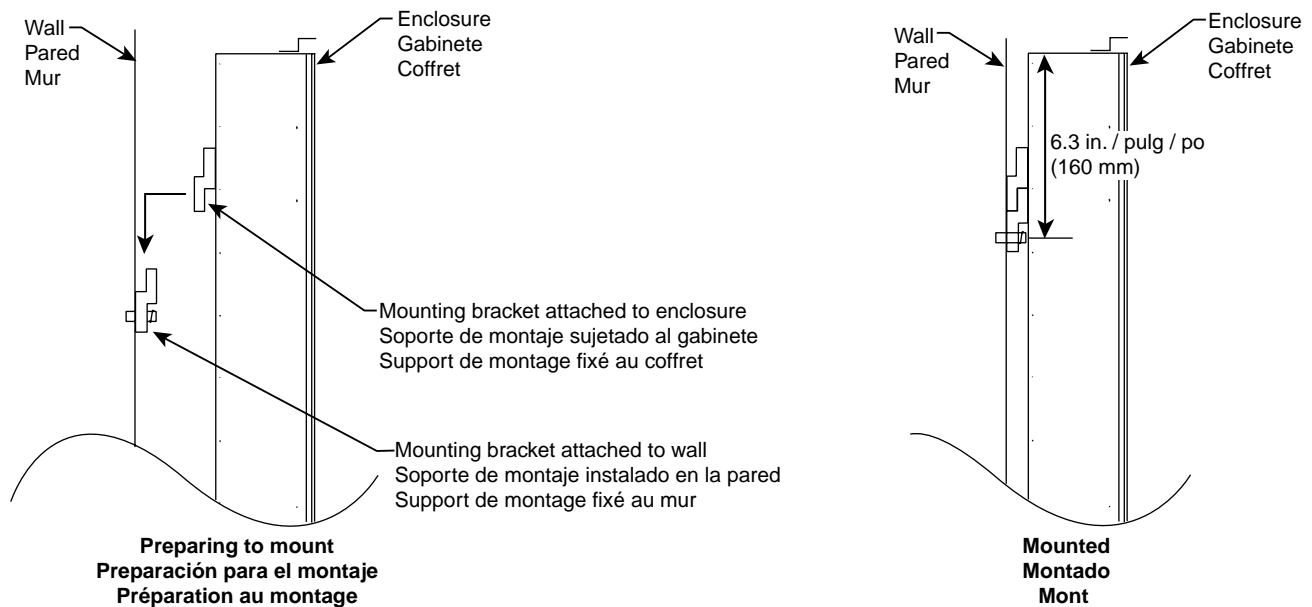 Wall
Pared
Mur
Enclosure
Gabinete
Coffret
Mounting bracket attached to enclosure
Soporte de montaje sujetado al gabinete
Support de montage fixé au coffret
Mounting bracket attached to wall
Soporte de montaje instalado en la pared
Support de montage fixé au mur
Preparing to mount
Preparación para el montaje
Préparation au montage
Wall
Pared
Mur
Enclosure
Gabinete
Coffret
6.3 in. / pulg / po
(160 mm)
Mounted
Montado
Mont